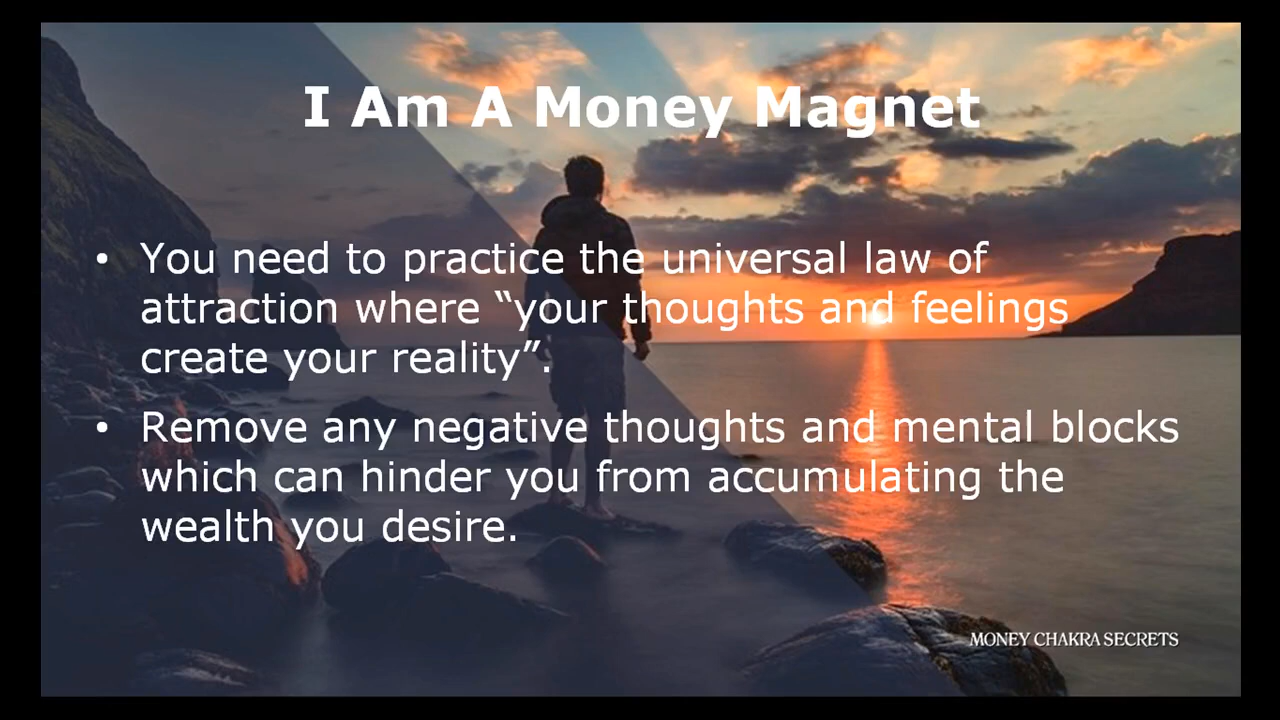 I Am A Money Magnet
• You need to practice the universal law of
attraction where “your thoughts and feelings
create your reality”.
• Remove any negative thoughts and mental blocks
which can hinder you from accumulating the
wealth you desire.
MONEY CHAKRA SECRETS